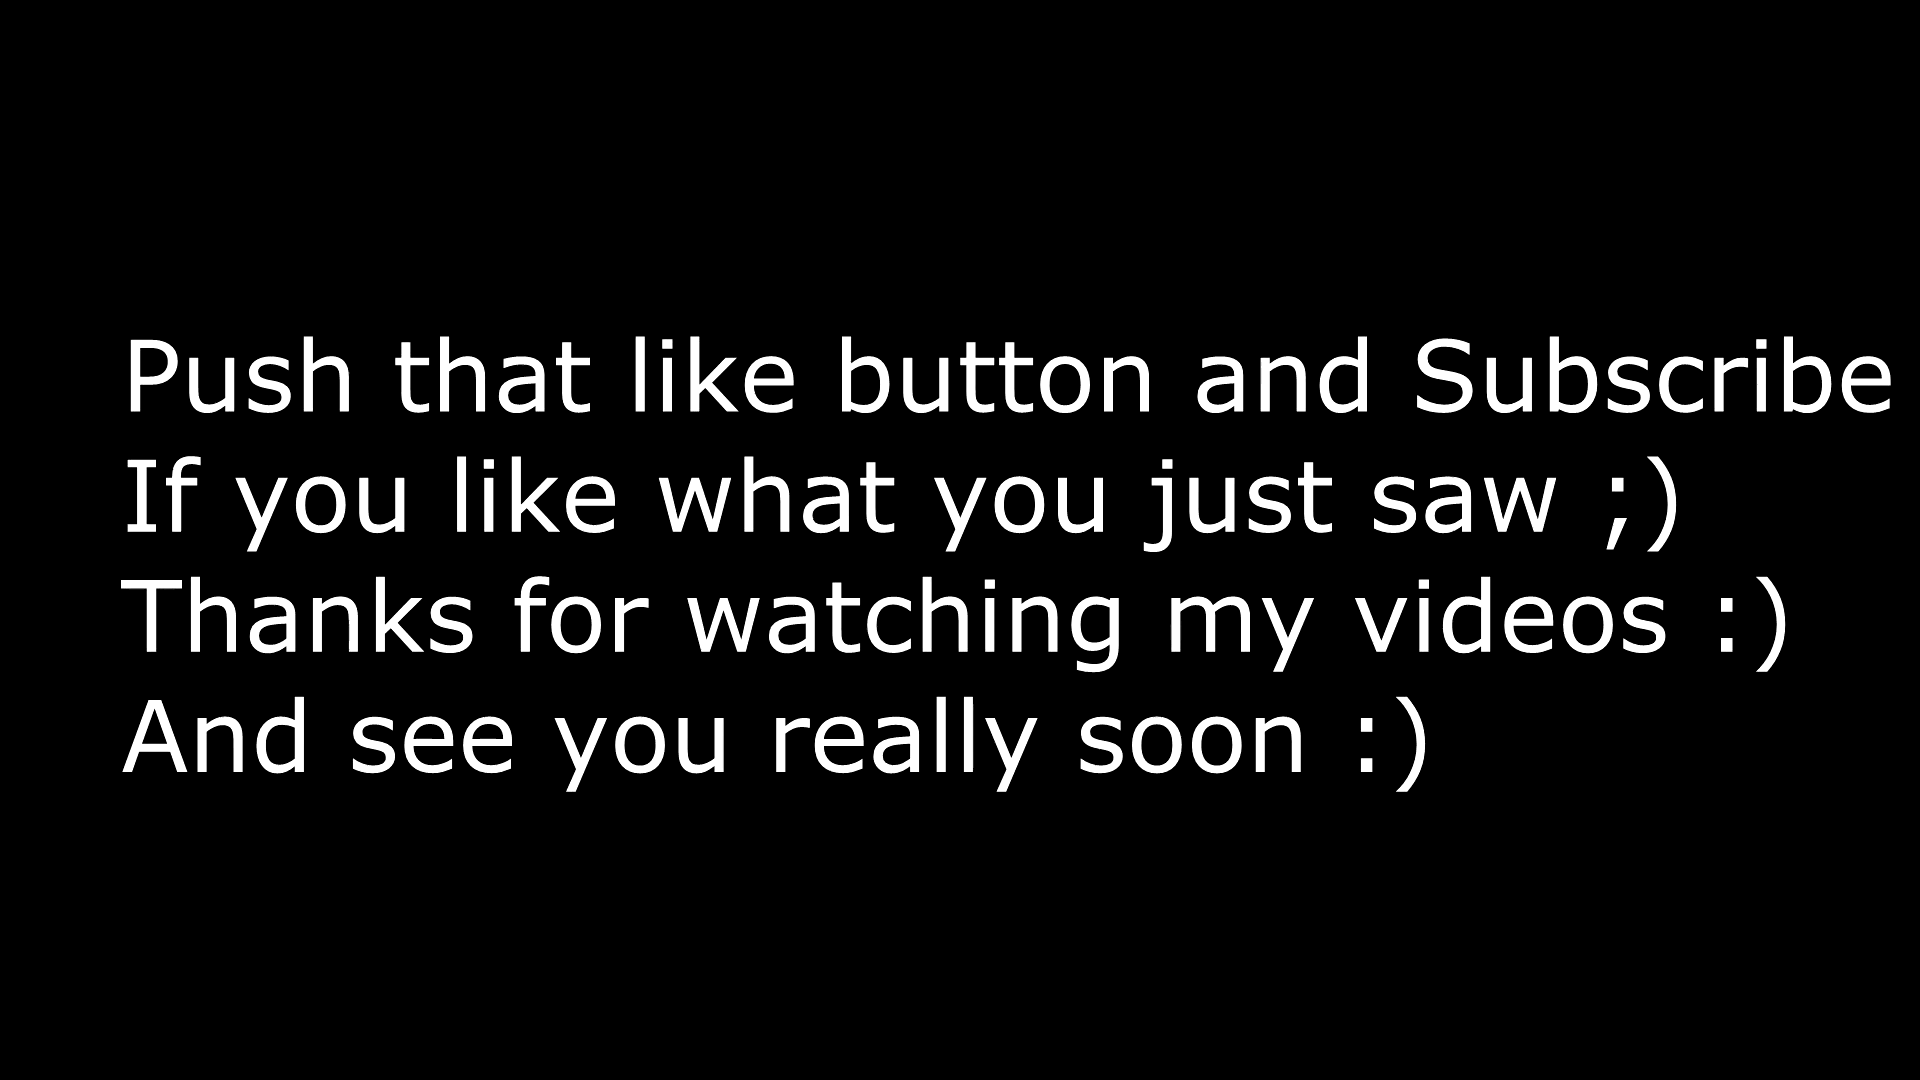 Push that like button and Subscribe
If you like what you just saw ;)
Thanks for watching my videos :)
And see you really soon :)